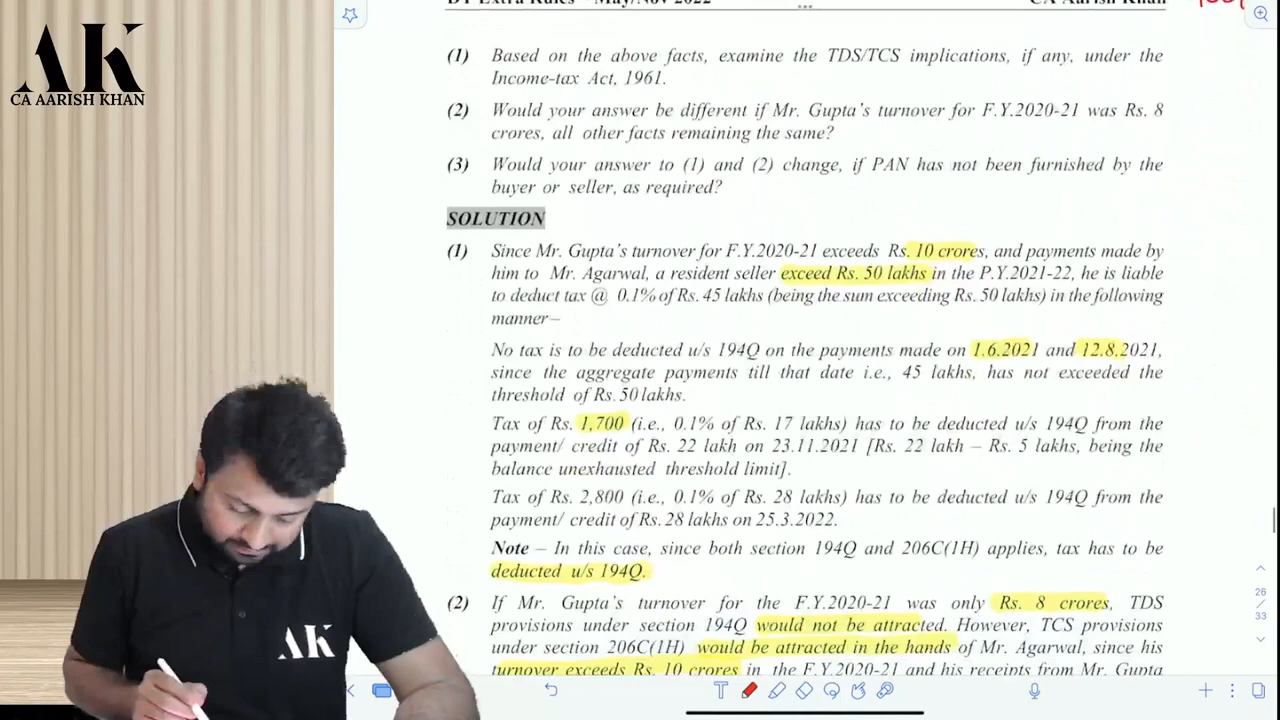 DT Extra Rules - May/Nov 2022 CA Aarish Khan
AK
CA AARISH KHAN
(1) Based on the above facts, examine the TDS/TCS implications, if any, under the
Income-tax Act, 1961.
(2) Would your answer be different if Mr. Gupta's turnover for F.Y.2020-21 was Rs. 8
crores, all other facts remaining the same?
(3) Would your answer to (1) and (2) change, if PAN has not been furnished by the
buyer or seller, as required?
SOLUTION
(1) Since Mr. Gupta's turnover for F.Y.2020-21 exceeds Rs. 10 crores, and payments made by
him to Mr. Agarwal, a resident seller exceed Rs. 50 lakhs in the P.Y.2021-22, he is liable
to deduct tax @ 0.1% of Rs. 45 lakhs (being the sum exceeding Rs. 50 lakhs) in the following
manner–
No tax is to be deducted u/s 194Q on the payments made on 1.6.2021 and 12.8.2021,
since the aggregate payments till that date i.e., 45 lakhs, has not exceeded the
threshold of Rs. 50 lakhs.
Tax of Rs. 1,700 (i.e., 0.1% of Rs. 17 lakhs) has to be deducted u/s 194Q from the
payment/ credit of Rs. 22 lakh on 23.11.2021 [Rs. 22 lakh – Rs. 5 lakhs, being the
balance unexhausted threshold limit].
Tax of Rs. 2,800 (i.e., 0.1% of Rs. 28 lakhs) has to be deducted u/s 194Q from the
payment/ credit of Rs. 28 lakhs on 25.3.2022.
Note – In this case, since both section 194Q and 206C(1H) applies, tax has to be
deducted u/s 194Q.
(2) If Mr. Gupta's turnover for the F.Y.2020-21 was only Rs. 8 crores, TDS
provisions under section 194Q would not be attracted. However, TCS provisions
under section 206C(1H) would be attracted in the hands of Mr. Agarwal, since his
turnover exceeds Rs. 10 crores in the F.Y.2020-21 and his receipts from Mr. Gupta
26
33
AK